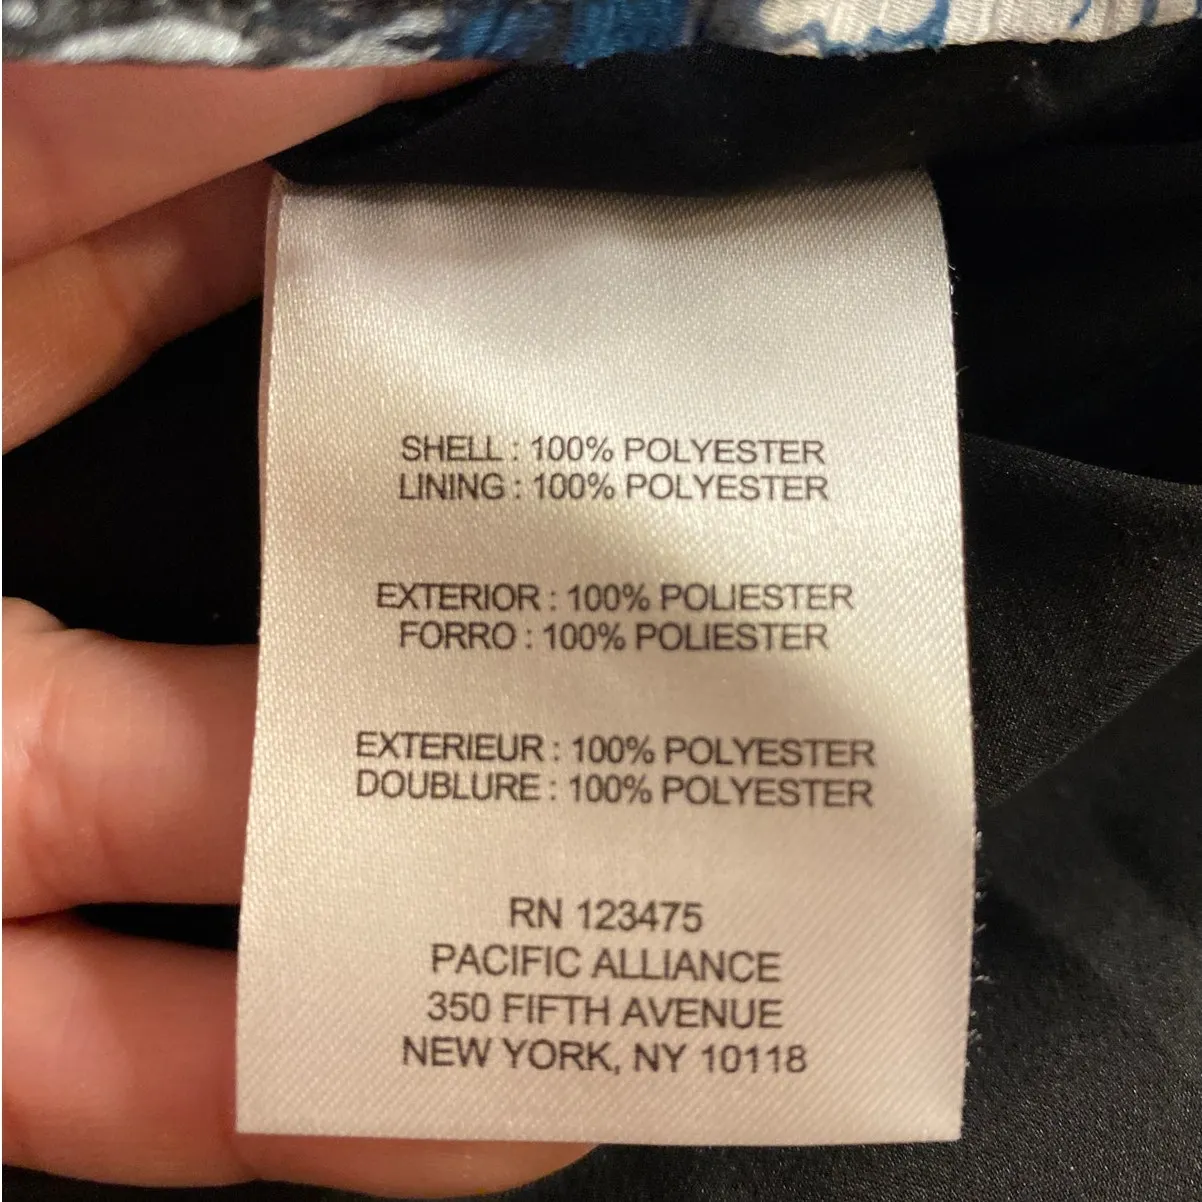 SHELL : 100% POLYESTER
LINING : 100% POLYESTER
EXTERIOR : 100% POLIESTER
FORRO : 100% POLIESTER
EXTERIEUR : 100% POLYESTER
DOUBLURE : 100% POLYESTER
RN 123475
PACIFIC ALLIANCE
350 FIFTH AVENUE
NEW YORK, NY 10118